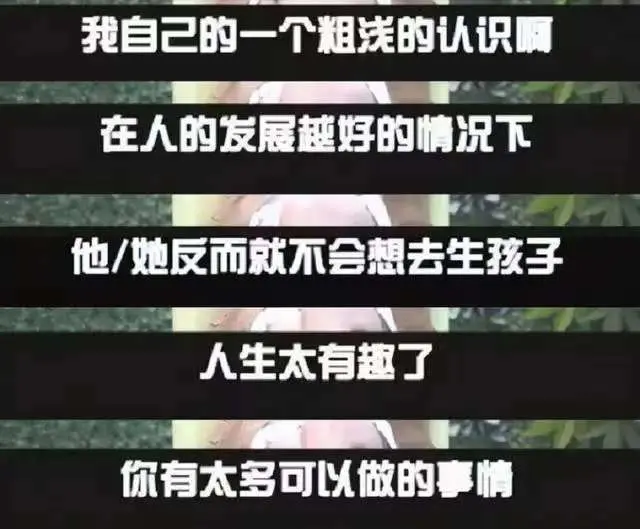 我自己的一个粗浅的认识啊
在人的发展越好的情况下
他/她反而就不会想去生孩子
人生太有趣了
你有太多可以做的事情